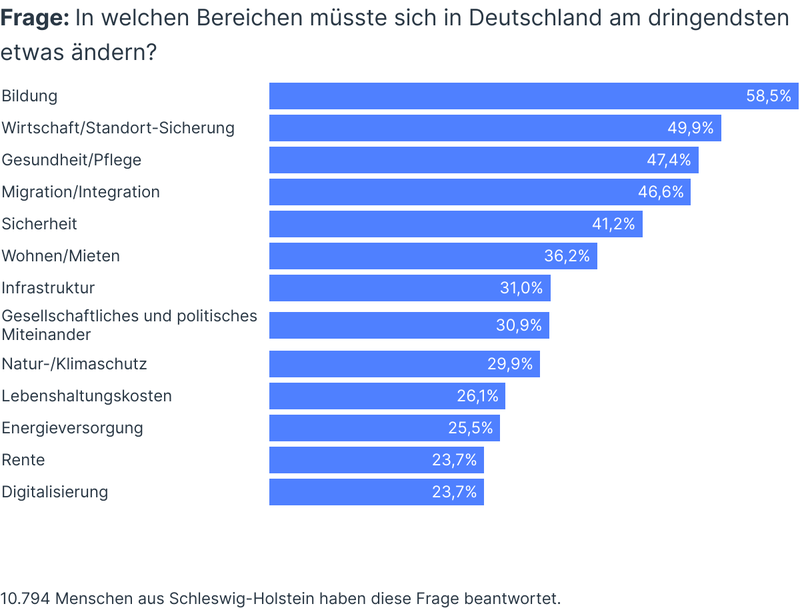 Frage: In welchen Bereichen müsste sich in Deutschland am dringendsten
etwas ändern?
Bildung 58,5%
Wirtschaft/Standort-Sicherung 49,9%
Gesundheit/Pflege 47,4%
Migration/Integration 46,6%
Sicherheit 41,2%
Wohnen/Mieten 36,2%
Infrastruktur 31,0%
Gesellschaftliches und politisches
Miteinander 30,9%
Natur-/Klimaschutz 29,9%
Lebenshaltungskosten 26,1%
Energieversorgung 25,5%
Rente 23,7%
Digitalisierung 23,7%
10.794 Menschen aus Schleswig-Holstein haben diese Frage beantwortet.